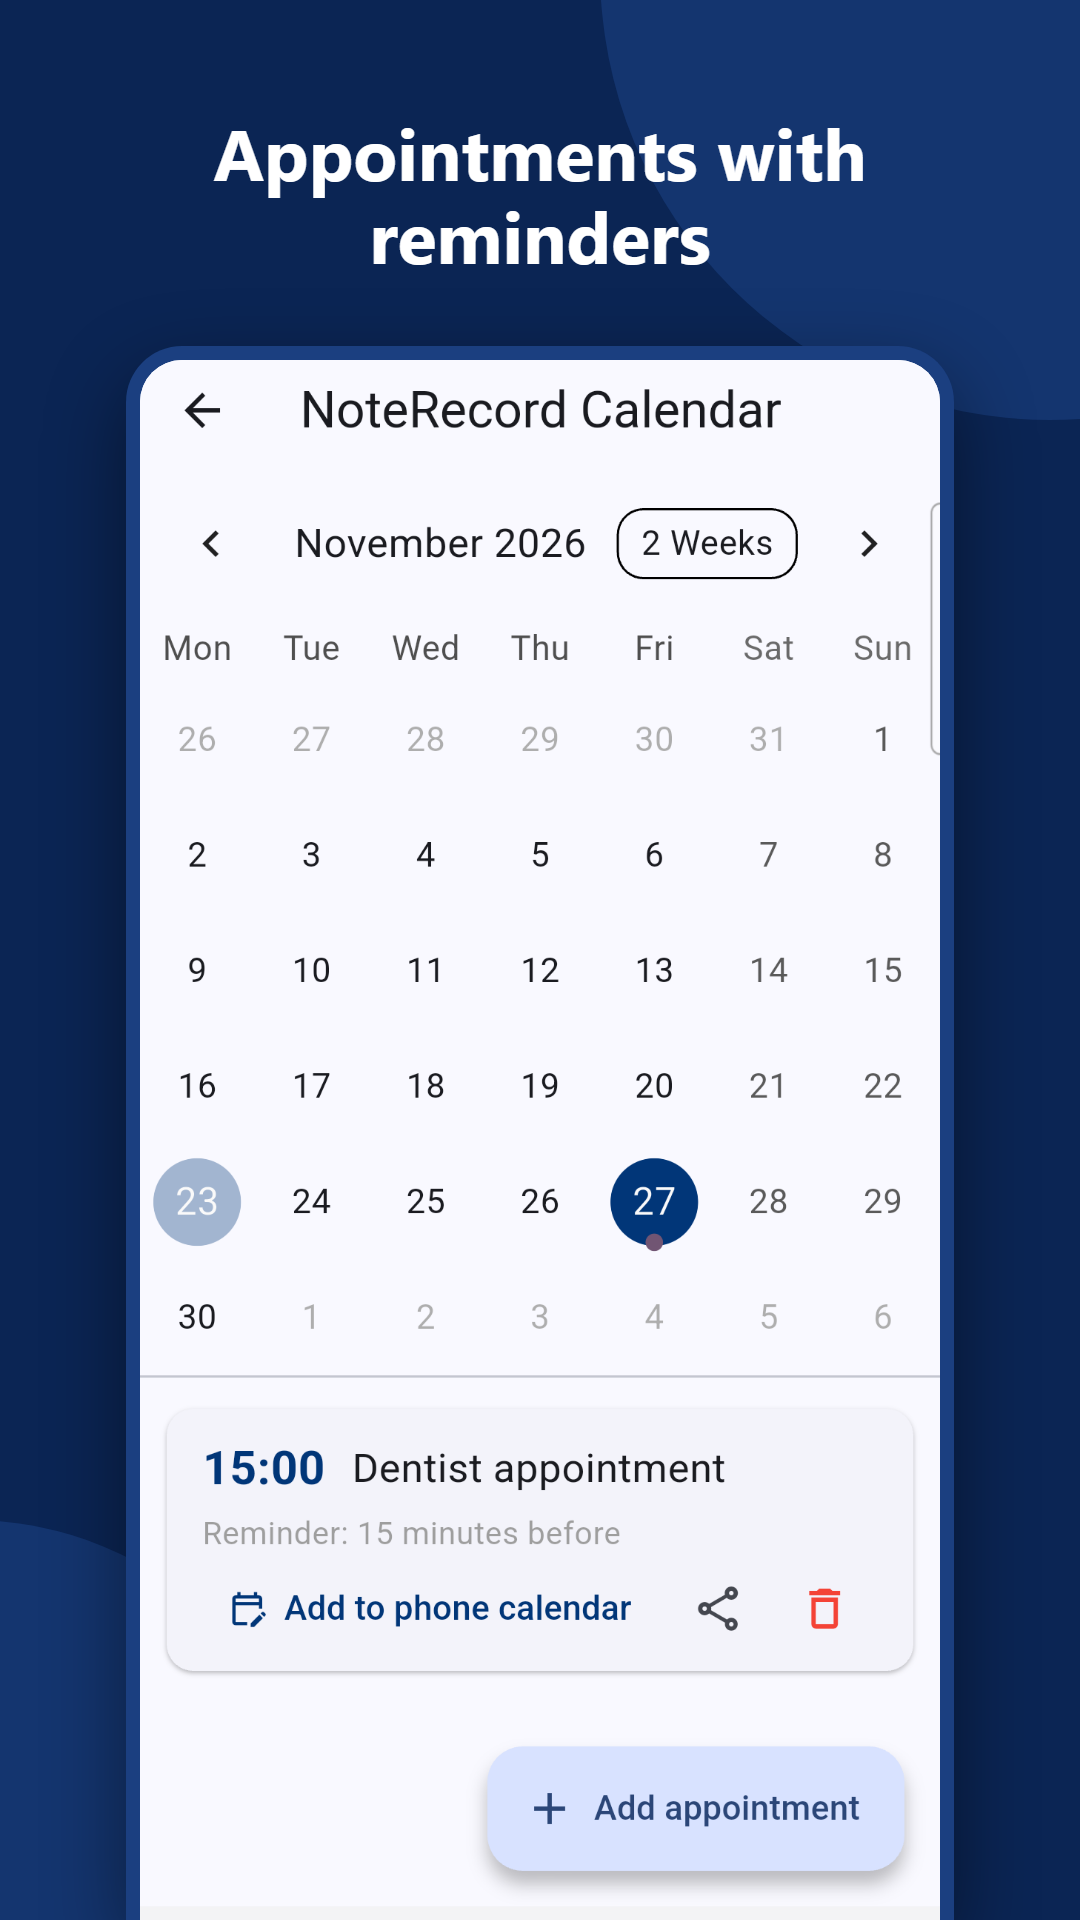 Appointments with
reminders
NoteRecord Calendar
November 2026 2 Weeks
Mon Tue Wed Thu Fri Sat Sun
26 27 28 29 30 31 1
2 3 4 5 6 7 8
9 10 11 12 13 14 15
16 17 18 19 20 21 22
23 24 25 26 27 28 29
30 1 2 3 4 5 6
15:00 Dentist appointment
Reminder: 15 minutes before
Add to phone calendar
Add appointment